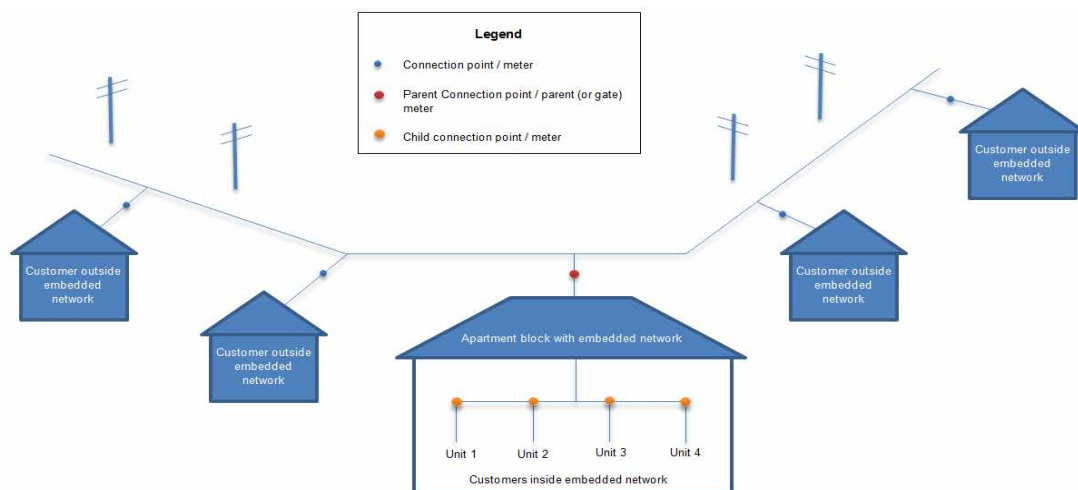 Legend
Connection point / meter
Parent Connection point / parent (or gate)
meter
Child connection point / meter
Customer outside
embedded
network
Customer outside
embedded
network
Customer outside
embedded
network
Customer outside
embedded
network
Apartment block with embedded network
Unit 1
Unit 2
Unit 3
Unit 4
Customers inside embedded network